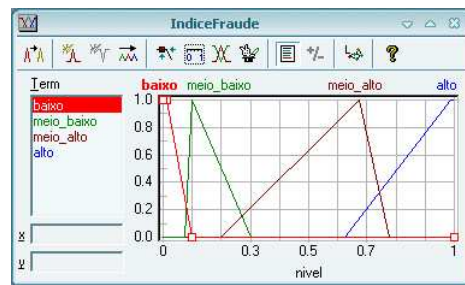 IndiceFraude
Term
baixo
meio_baixo
meio_alto
alto
baixo meio_baixo meio_alto alto
1.0
0.8
0.6
0.4
0.2
0.0
0 0.3 0.5 0.7 1
nivel
x
y